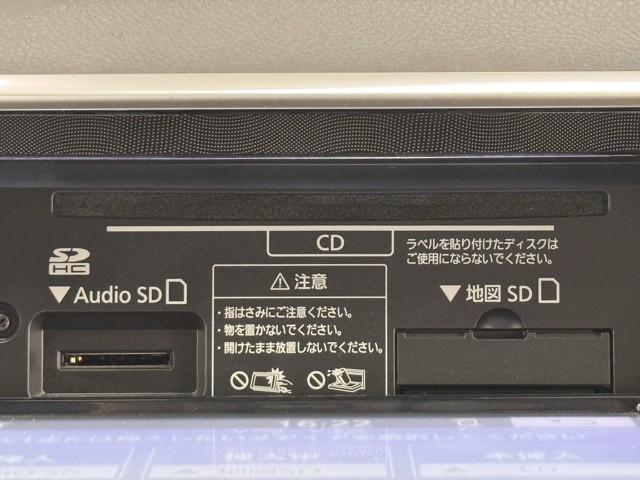 CD
ラベルを貼り付けたディスクは
ご使用にならないでください。
SD
HC
▼Audio SD
⚠注意
・指はさみにご注意ください。
・物を置かないでください。
・開けたまま放置しないでください。
▼地図 SD
16:22
CD